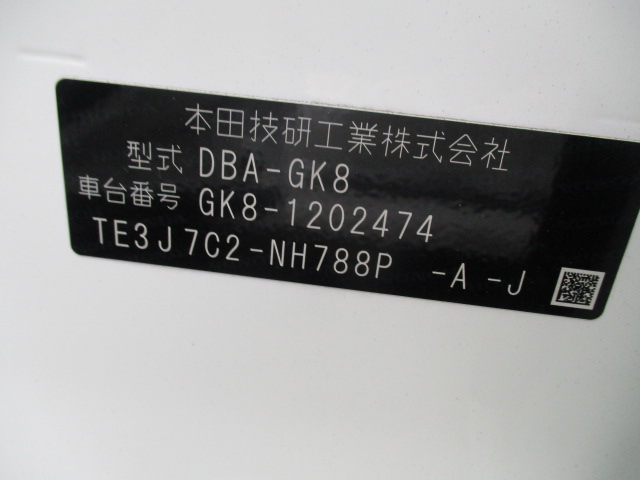 本田技研工業株式会社
型式 DBA-GK8
車台番号 GK8-1202474
TE3J7C2-NH788P -A -J